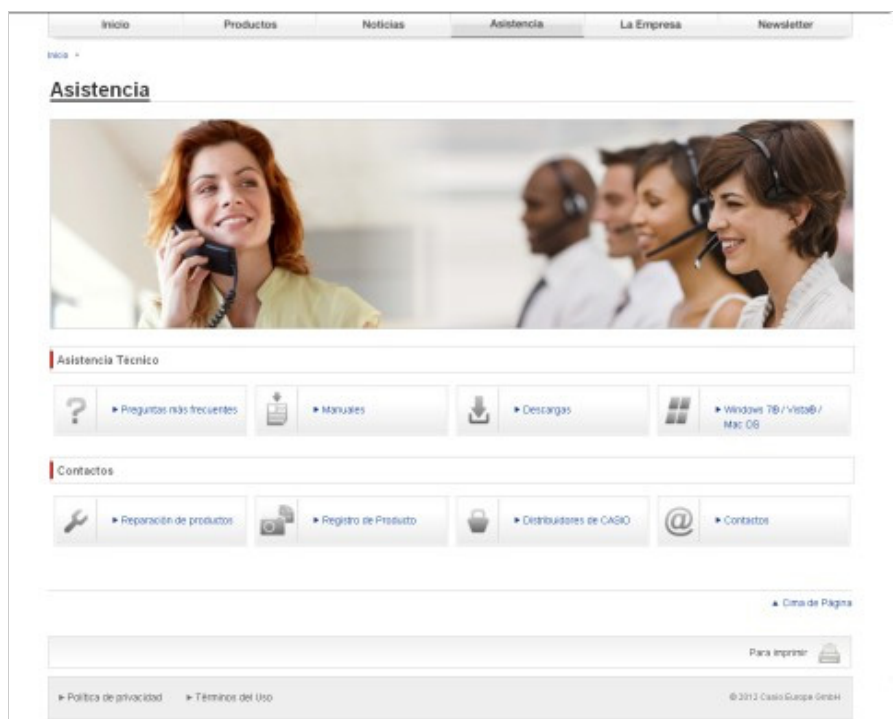 Inicio Productos Noticias Asistencia La Empresa Newsletter
Inicio
Asistencia
Asistencia Técnico
Preguntas más frecuentes Manuales Descargas Windows 7® / Vista® /
Mac OS
Contactos
Reparación de productos Registro de Producto Distribuidores de CASIO @ Contactos
Cima de Página
Para imprimir
Política de privacidad Términos del Uso © 2012 Casio Europe GmbH